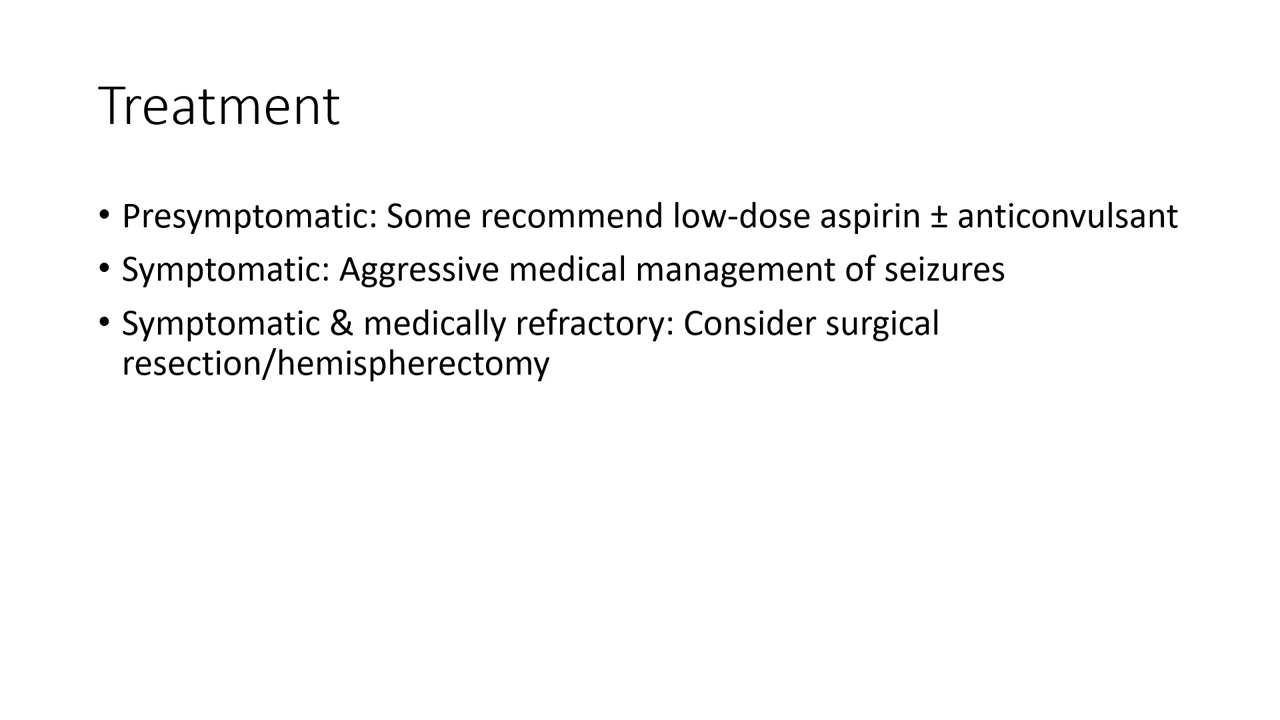 Treatment
• Presymptomatic: Some recommend low-dose aspirin ± anticonvulsant
• Symptomatic: Aggressive medical management of seizures
• Symptomatic & medically refractory: Consider surgical
resection/hemispherectomy